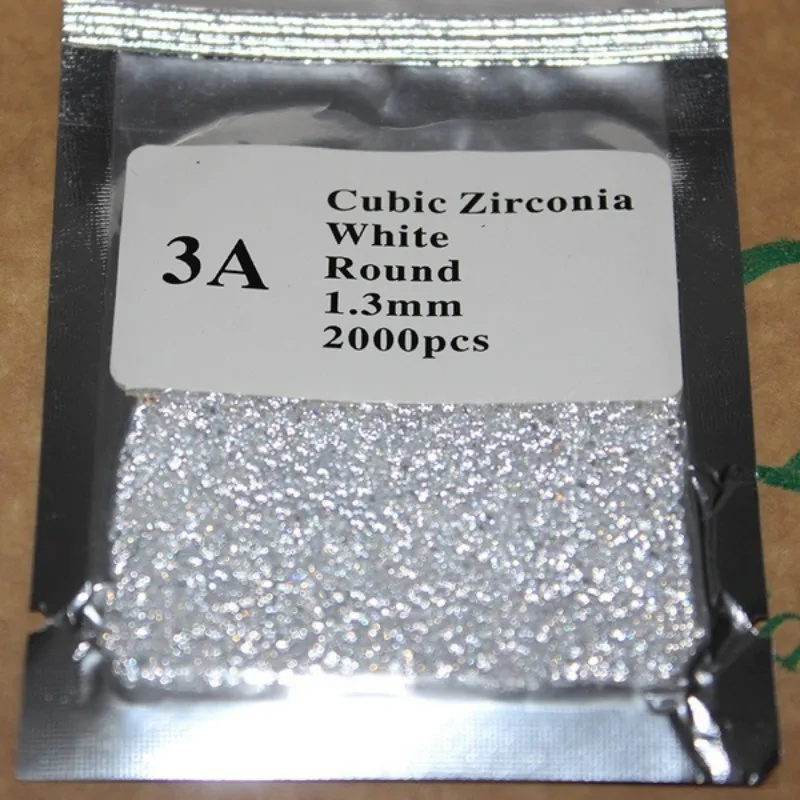 3A
Cubic Zirconia
White
Round
1.3mm
2000pcs